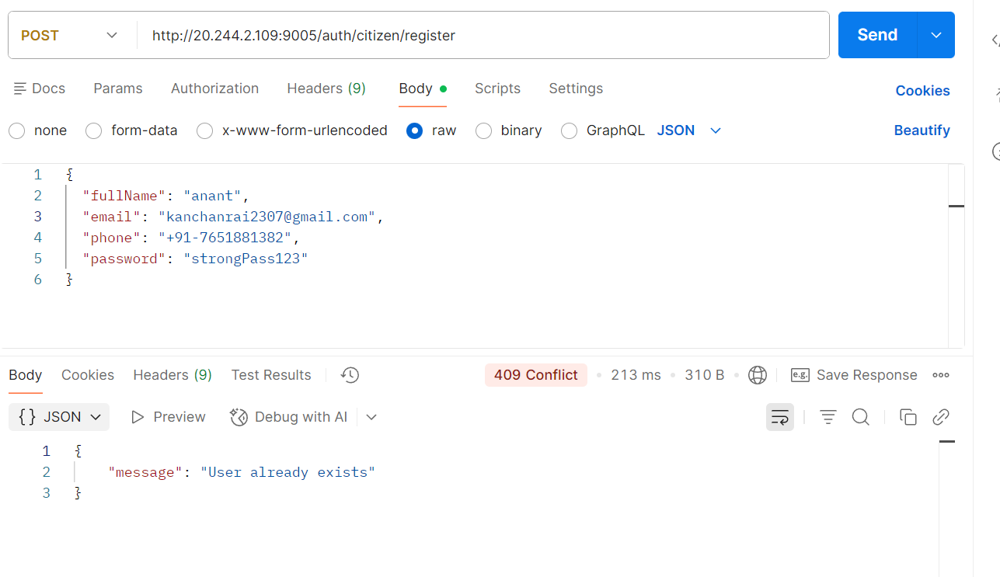 POST http://20.244.2.109:9005/auth/citizen/register Send
Docs Params Authorization Headers (9) Body Scripts Settings Cookies
none form-data x-www-form-urlencoded raw binary GraphQL JSON Beautify
1 {
2 "fullName": "anant",
3 "email": "kanchanrai2307@gmail.com",
4 "phone": "+91-7651881382",
5 "password": "strongPass123"
6 }
Body Cookies Headers (9) Test Results 409 Conflict • 213 ms • 310 B • e.g. Save Response
{} JSON Preview Debug with AI
1 {
2 "message": "User already exists"
3 }